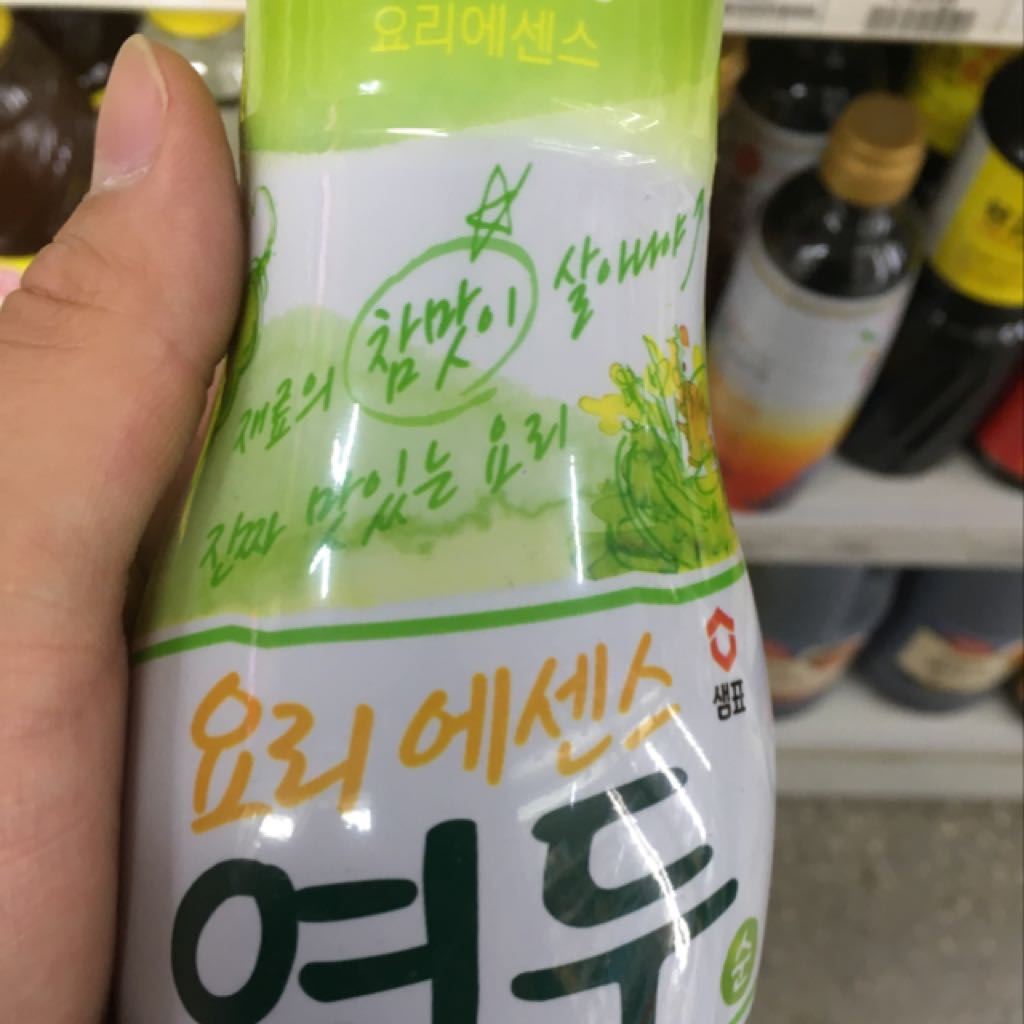 요리에센스
재료의 참맛이 살아나야
진짜 맛있는 요리
샘표
요리에센스
연두
순